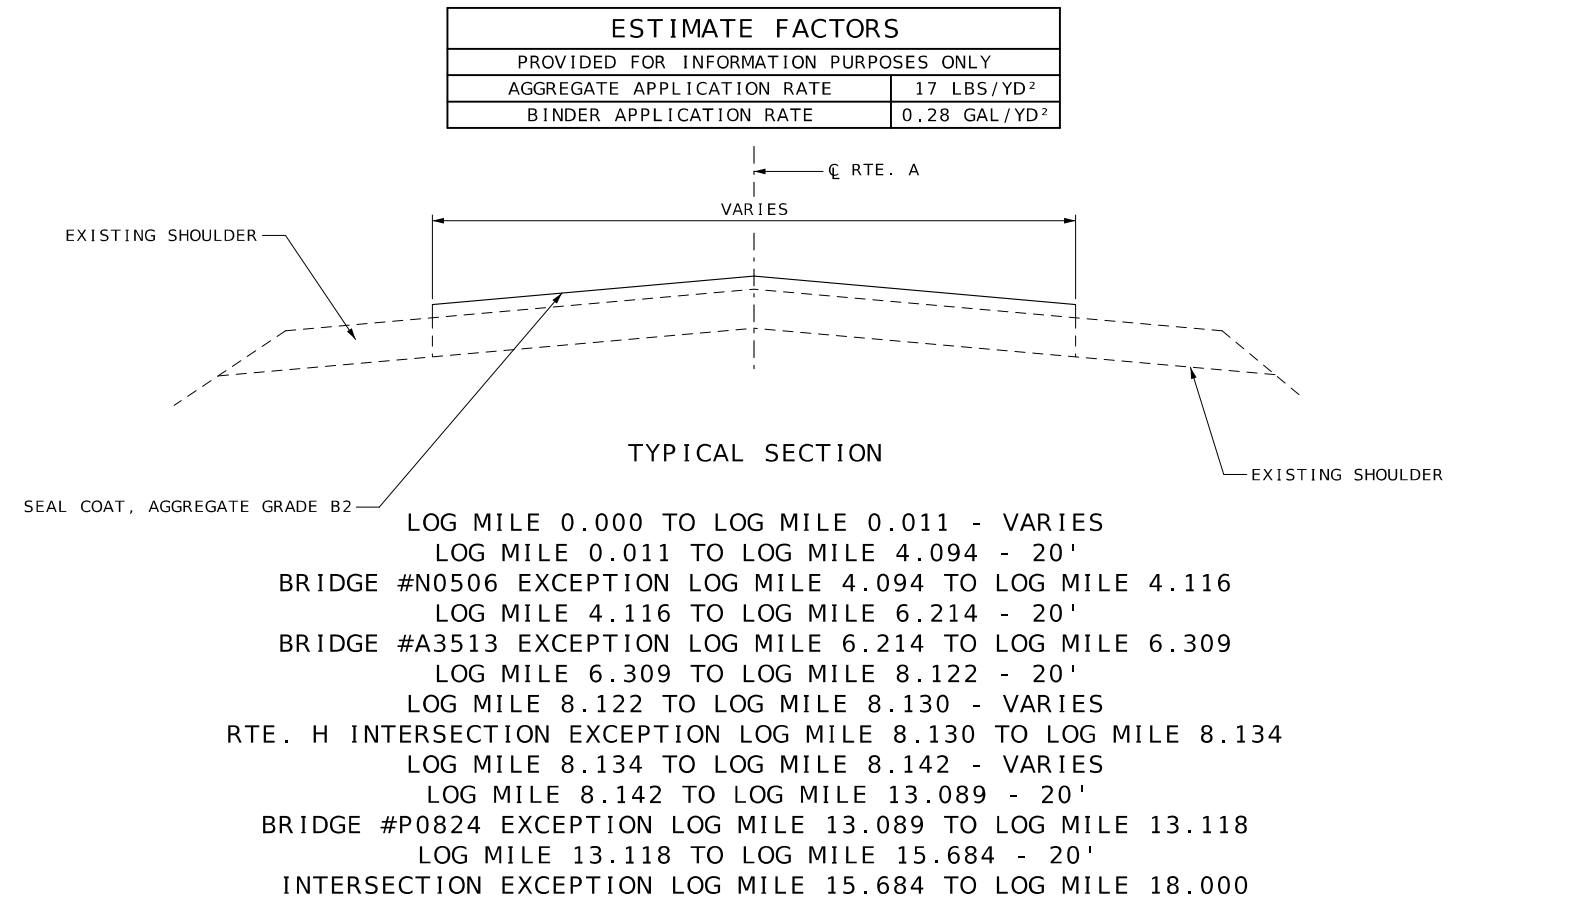 ESTIMATE FACTORS
PROVIDED FOR INFORMATION PURPOSES ONLY
AGGREGATE APPLICATION RATE 17 LBS/YD²
BINDER APPLICATION RATE 0.28 GAL/YD²
℄ RTE. A
VARIES
EXISTING SHOULDER
TYPICAL SECTION
EXISTING SHOULDER
SEAL COAT, AGGREGATE GRADE B2
LOG MILE 0.000 TO LOG MILE 0.011 - VARIES
LOG MILE 0.011 TO LOG MILE 4.094 - 20'
BRIDGE #N0506 EXCEPTION LOG MILE 4.094 TO LOG MILE 4.116
LOG MILE 4.116 TO LOG MILE 6.214 - 20'
BRIDGE #A3513 EXCEPTION LOG MILE 6.214 TO LOG MILE 6.309
LOG MILE 6.309 TO LOG MILE 8.122 - 20'
LOG MILE 8.122 TO LOG MILE 8.130 - VARIES
RTE. H INTERSECTION EXCEPTION LOG MILE 8.130 TO LOG MILE 8.134
LOG MILE 8.134 TO LOG MILE 8.142 - VARIES
LOG MILE 8.142 TO LOG MILE 13.089 - 20'
BRIDGE #P0824 EXCEPTION LOG MILE 13.089 TO LOG MILE 13.118
LOG MILE 13.118 TO LOG MILE 15.684 - 20'
INTERSECTION EXCEPTION LOG MILE 15.684 TO LOG MILE 18.000